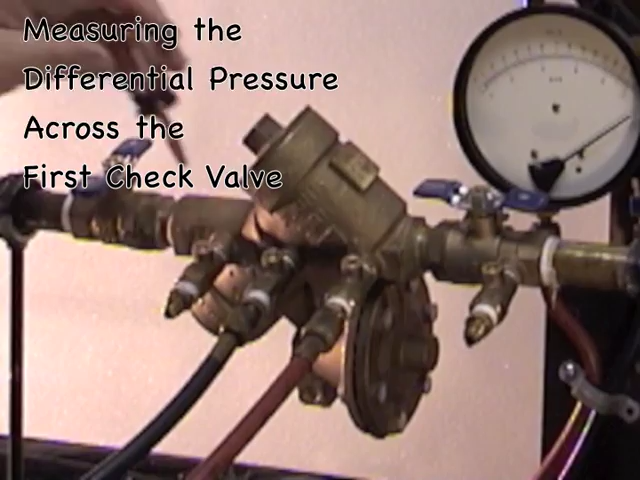 Measuring the
Differential Pressure
Across the
First Check Valve